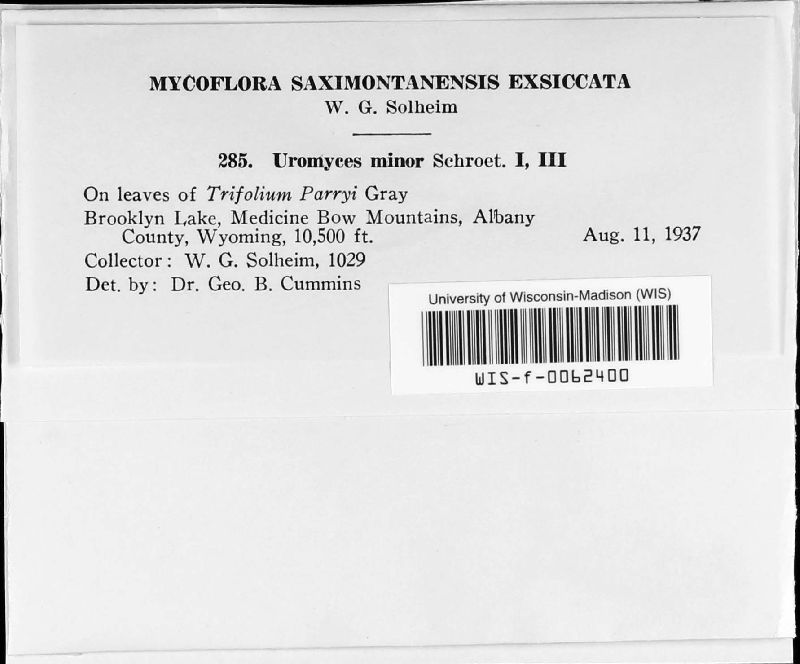 MYCOFLORA SAXIMONTANENSIS EXSICCATA
W. G. Solheim
285. Uromyces minor Schroet. I, III
On leaves of Trifolium Parryi Gray
Brooklyn Lake, Medicine Bow Mountains, Albany
County, Wyoming, 10,500 ft. Aug. 11, 1937
Collector: W. G. Solheim, 1029
Det. by: Dr. Geo. B. Cummins
University of Wisconsin-Madison (WIS)
WIS-f-0062400